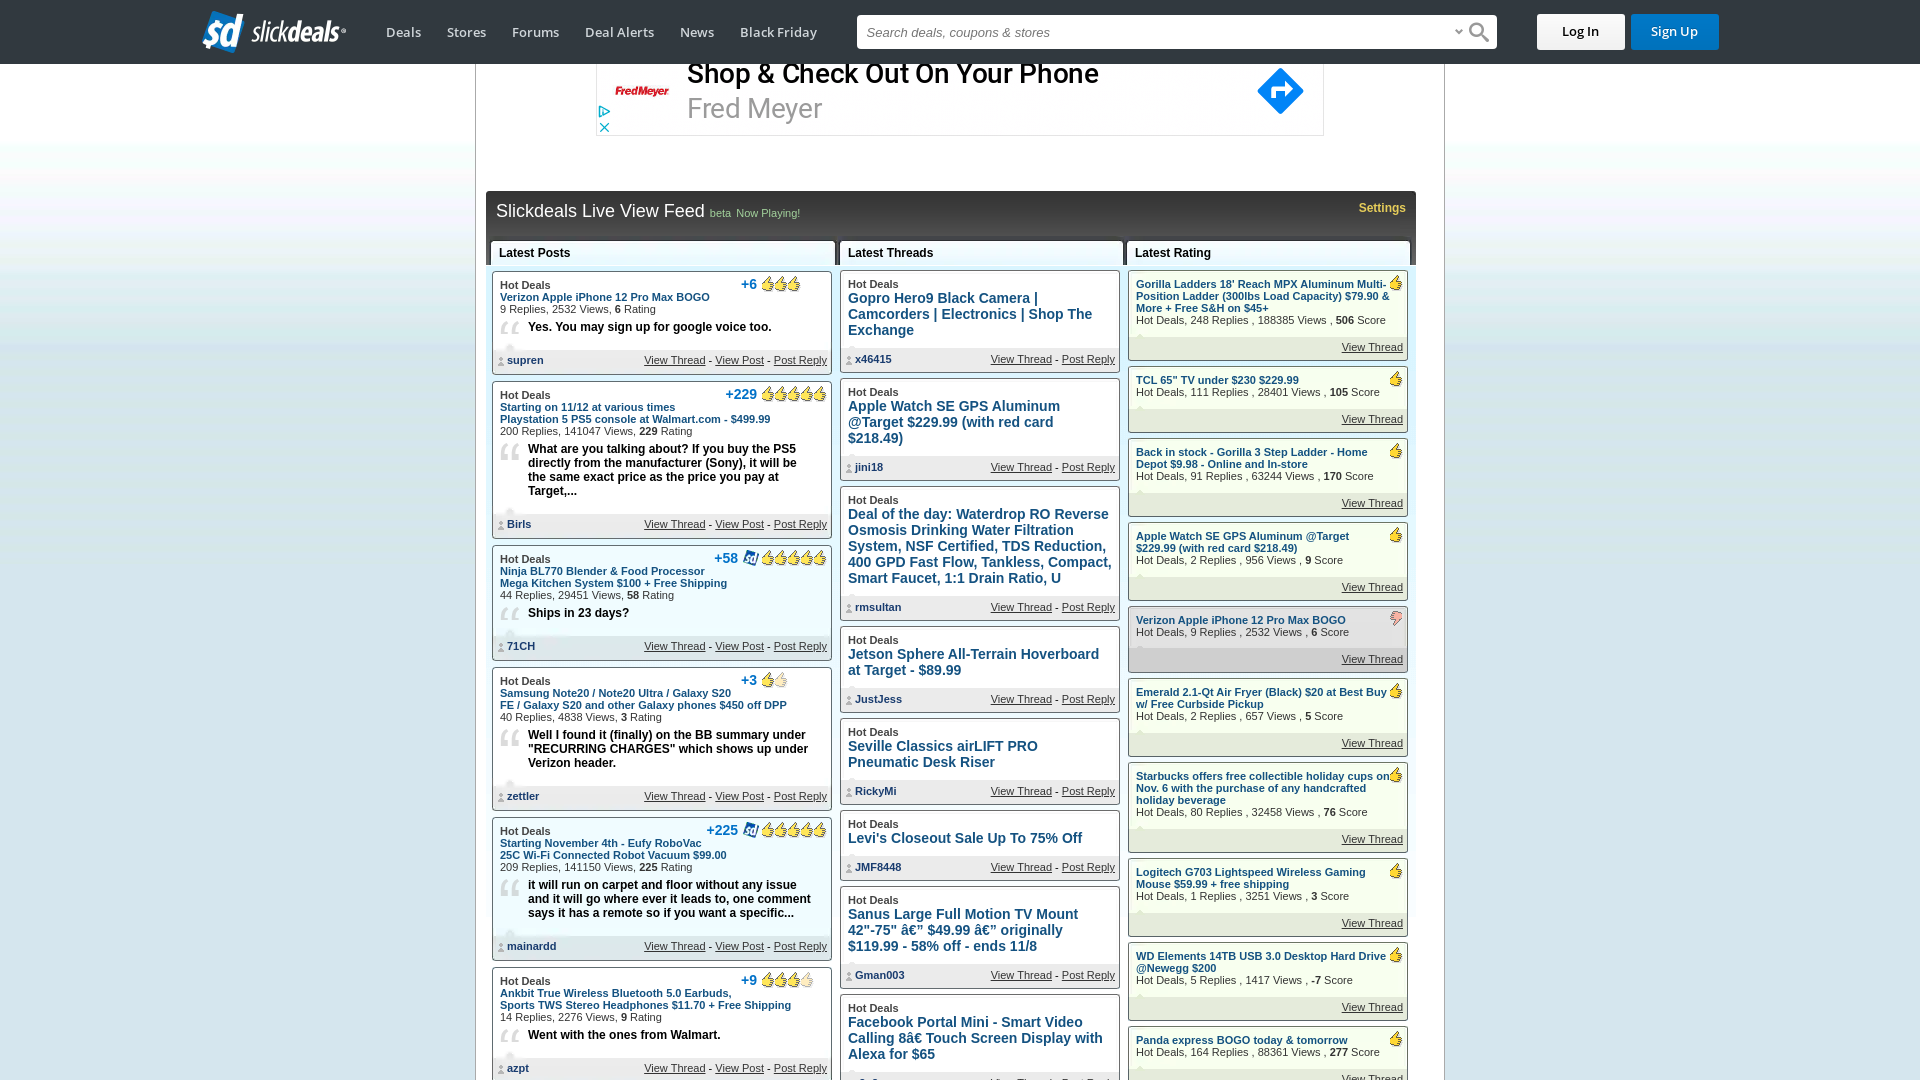 slickdeals
Deals
Stores
Forums
Deal Alerts
News
Black Friday
Search deals, coupons & stores
Log In
Sign Up
FredMeyer
Shop & Check Out On Your Phone
Fred Meyer
Slickdeals Live View Feed beta Now Playing!
Settings
Latest Posts
Hot Deals
+6
Verizon Apple iPhone 12 Pro Max BOGO
9 Replies, 2532 Views, 6 Rating
Yes. You may sign up for google voice too.
supren
View Thread - View Post - Post Reply
Hot Deals
+229
Starting on 11/12 at various times
Playstation 5 PS5 console at Walmart.com - $499.99
200 Replies, 141047 Views, 229 Rating
What are you talking about? If you buy the PS5
directly from the manufacturer (Sony), it will be
the same exact price as the price you pay at
Target,...
Birls
View Thread - View Post - Post Reply
Hot Deals
+58
Ninja BL770 Blender & Food Processor
Mega Kitchen System $100 + Free Shipping
44 Replies, 29451 Views, 58 Rating
Ships in 23 days?
71CH
View Thread - View Post - Post Reply
Hot Deals
+3
Samsung Note20 / Note20 Ultra / Galaxy S20
FE / Galaxy S20 and other Galaxy phones $450 off DPP
40 Replies, 4838 Views, 3 Rating
Well I found it (finally) on the BB summary under
"RECURRING CHARGES" which shows up under
Verizon header.
zettler
View Thread - View Post - Post Reply
Hot Deals
+225
Starting November 4th - Eufy RoboVac
25C Wi-Fi Connected Robot Vacuum $99.00
209 Replies, 141150 Views, 225 Rating
it will run on carpet and floor without any issue
and it will go where ever it leads to, one comment
says it has a remote so if you want a specific...
mainardd
View Thread - View Post - Post Reply
Hot Deals
+9
Ankbit True Wireless Bluetooth 5.0 Earbuds,
Sports TWS Stereo Headphones $11.70 + Free Shipping
14 Replies, 2276 Views, 9 Rating
Went with the ones from Walmart.
azpt
View Thread - View Post - Post Reply
Latest Threads
Hot Deals
Gopro Hero9 Black Camera |
Camcorders | Electronics | Shop The
Exchange
x46415
View Thread - Post Reply
Hot Deals
Apple Watch SE GPS Aluminum
@Target $229.99 (with red card
$218.49)
jini18
View Thread - Post Reply
Hot Deals
Deal of the day: Waterdrop RO Reverse
Osmosis Drinking Water Filtration
System, NSF Certified, TDS Reduction,
400 GPD Fast Flow, Tankless, Compact,
Smart Faucet, 1:1 Drain Ratio, U
rmsultan
View Thread - Post Reply
Hot Deals
Jetson Sphere All-Terrain Hoverboard
at Target - $89.99
JustJess
View Thread - Post Reply
Hot Deals
Seville Classics airLIFT PRO
Pneumatic Desk Riser
RickyMi
View Thread - Post Reply
Hot Deals
Levi's Closeout Sale Up To 75% Off
JMF8448
View Thread - Post Reply
Hot Deals
Sanus Large Full Motion TV Mount
42"-75" â€” $49.99 â€” originally
$119.99 - 58% off - ends 11/8
Gman003
View Thread - Post Reply
Hot Deals
Facebook Portal Mini - Smart Video
Calling 8â€ Touch Screen Display with
Alexa for $65
Latest Rating
Gorilla Ladders 18' Reach MPX Aluminum Multi-
Position Ladder (300lbs Load Capacity) $79.90 &
More + Free S&H on $45+
Hot Deals, 248 Replies , 188385 Views , 506 Score
View Thread
TCL 65" TV under $230 $229.99
Hot Deals, 111 Replies , 28401 Views , 105 Score
View Thread
Back in stock - Gorilla 3 Step Ladder - Home
Depot $9.98 - Online and In-store
Hot Deals, 91 Replies , 63244 Views , 170 Score
View Thread
Apple Watch SE GPS Aluminum @Target
$229.99 (with red card $218.49)
Hot Deals, 2 Replies , 956 Views , 9 Score
View Thread
Verizon Apple iPhone 12 Pro Max BOGO
Hot Deals, 9 Replies , 2532 Views , 6 Score
View Thread
Emerald 2.1-Qt Air Fryer (Black) $20 at Best Buy
w/ Free Curbside Pickup
Hot Deals, 2 Replies , 657 Views , 5 Score
View Thread
Starbucks offers free collectible holiday cups on
Nov. 6 with the purchase of any handcrafted
holiday beverage
Hot Deals, 80 Replies , 32458 Views , 76 Score
View Thread
Logitech G703 Lightspeed Wireless Gaming
Mouse $59.99 + free shipping
Hot Deals, 1 Replies , 3251 Views , 3 Score
View Thread
WD Elements 14TB USB 3.0 Desktop Hard Drive
@Newegg $200
Hot Deals, 5 Replies , 1417 Views , -7 Score
View Thread
Panda express BOGO today & tomorrow
Hot Deals, 164 Replies , 88361 Views , 277 Score
View Thread